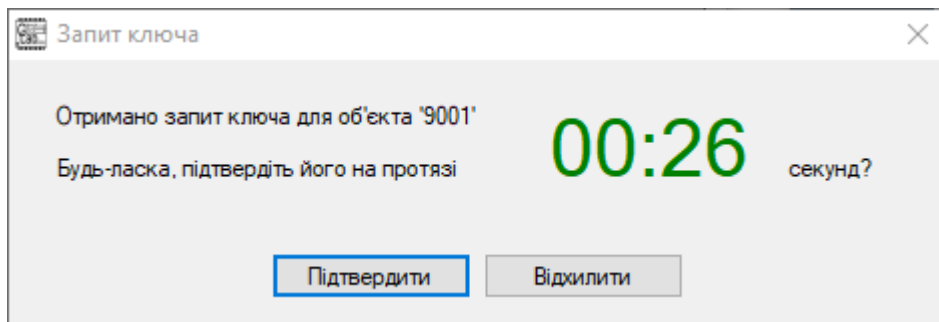 Запит ключа
Отримано запит ключа для об'єкта '9001'
Будь-ласка, підтвердіть його на протязі 00:26 секунд?
Підтвердити Відхилити